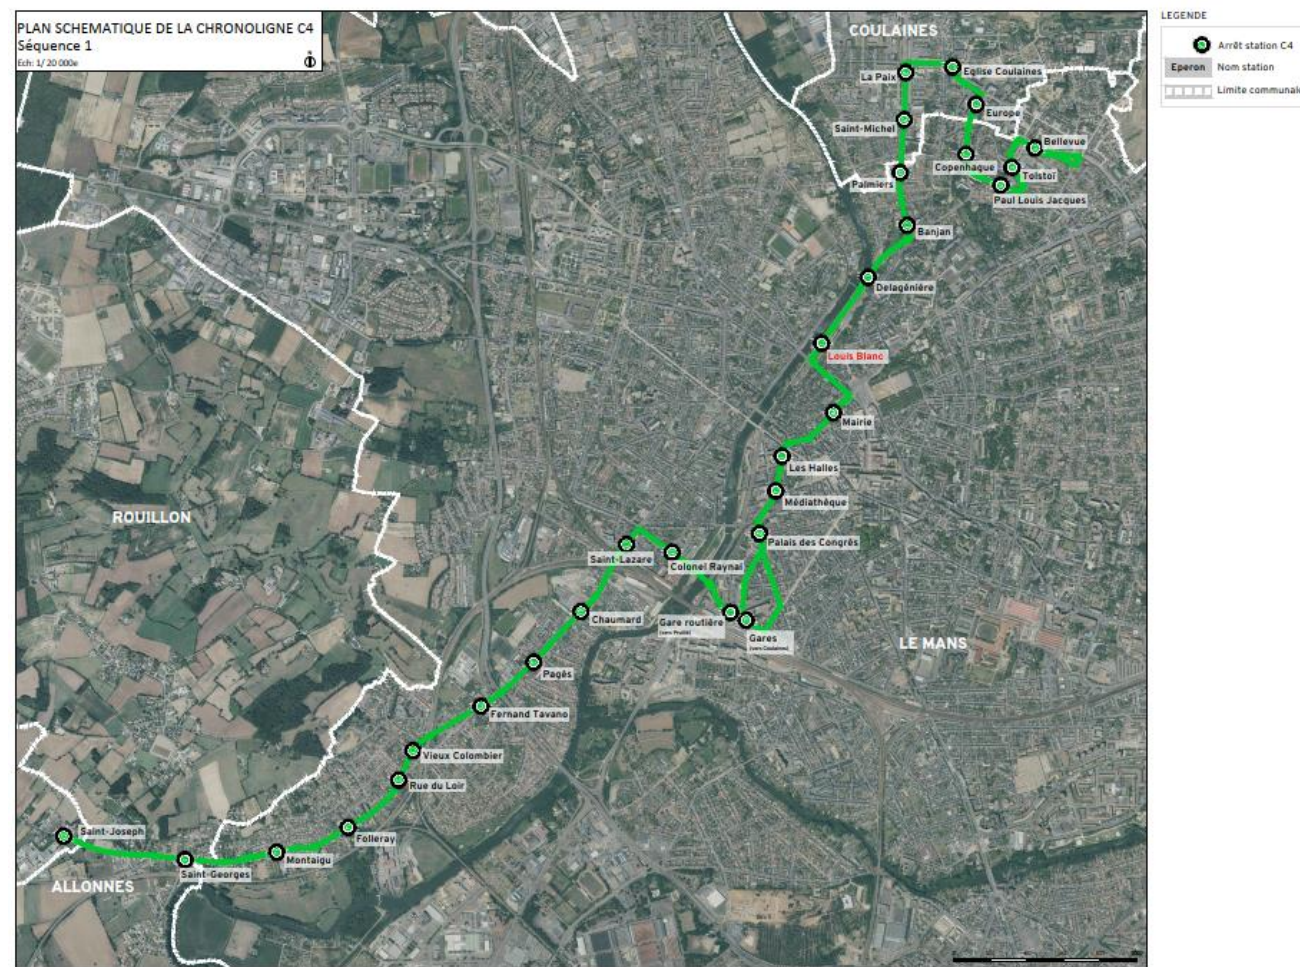 PLAN SCHEMATIQUE DE LA CHRONOLIGNE C4
Séquence 1
Ech: 1/ 20 000e
N
LEGENDE
Arrêt station C4
Eperon Nom station
Limite communale
COULAINES
La Paix
Eglise Coulaines
Europe
Saint-Michel
Bellevue
Copenhague
Tolstoï
Palmiers
Paul Louis Jacques
Banjan
Delagénière
Louis Blanc
Mairie
Les Halles
Médiathèque
ROUILLON
Palais des Congrès
Saint-Lazare
Colonel Raynal
Chaumard
Gare routière
Gares
(vers Coulaines)
LE MANS
Pagès
Fernand Tavano
Vieux Colombier
Rue du Loir
Saint-Joseph
Folleray
Montaigu
Saint-Georges
ALLONNES